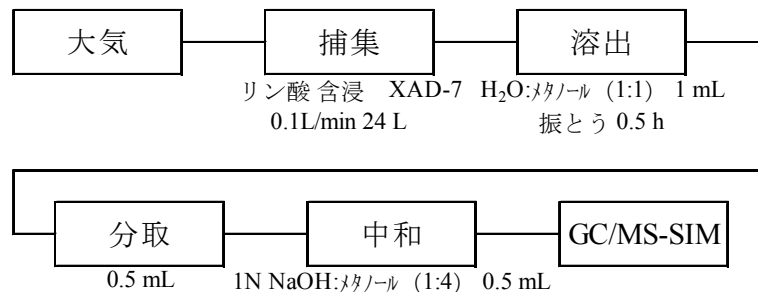 大気 捕集 溶出
リン酸 含浸 XAD-7 H₂O:ﾒﾀﾉｰﾙ (1:1) 1 mL
0.1L/min 24 L 振とう 0.5 h
分取 中和 GC/MS-SIM
0.5 mL 1N NaOH:ﾒﾀﾉｰﾙ (1:4) 0.5 mL